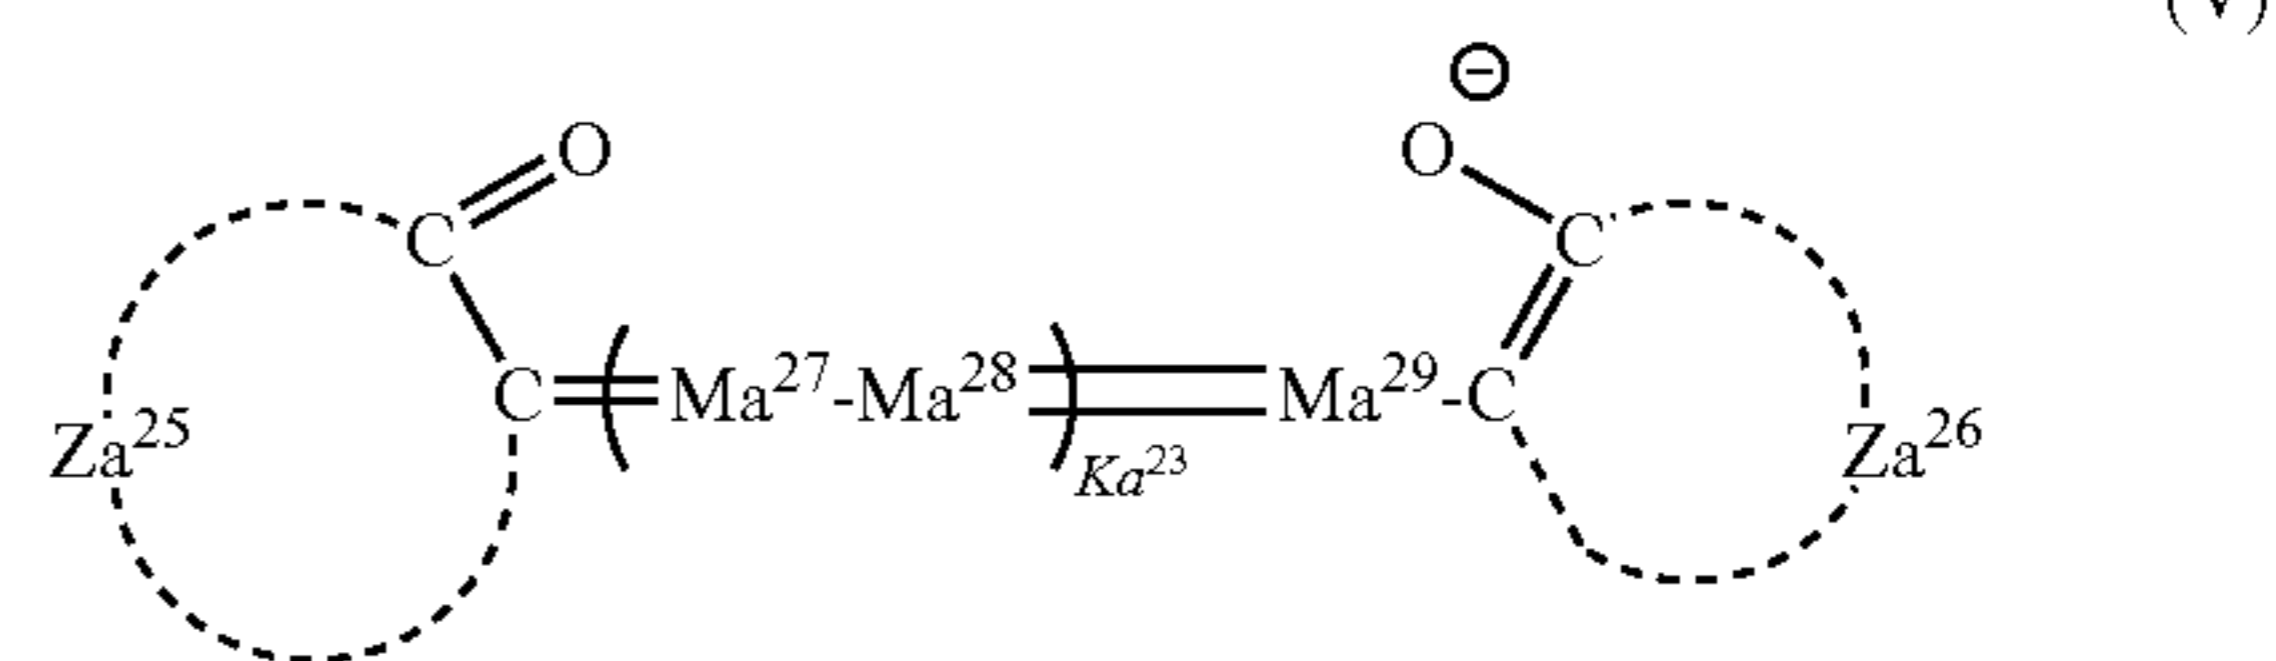 (V)
⊖
O O
C C
C=(Ma²⁷-Ma²⁸)=Ma²⁹-C
Za²⁵ Ka²³ Za²⁶